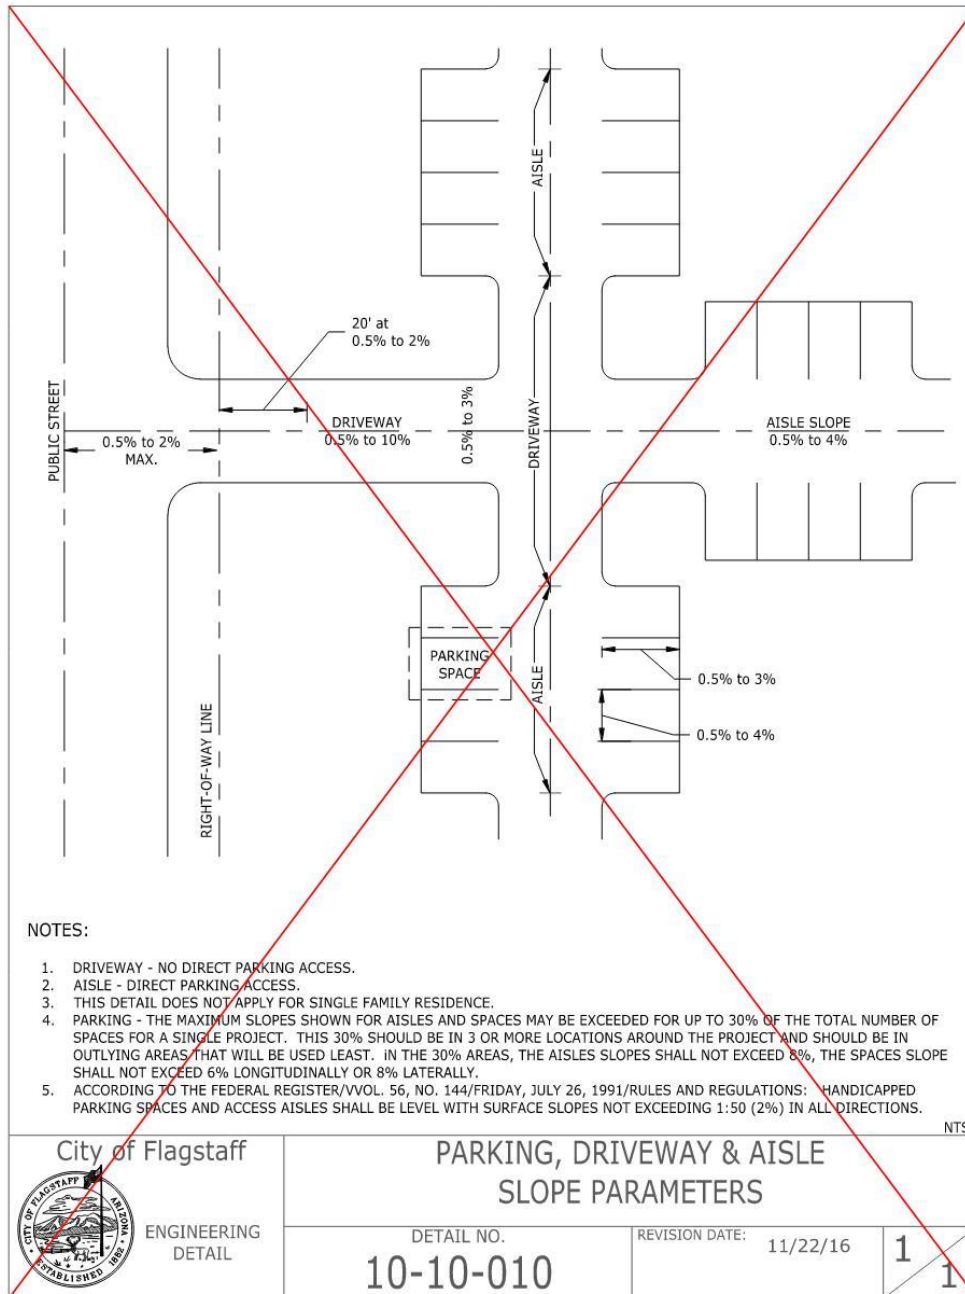 AISLE
20' at
0.5% to 2%
PUBLIC STREET
0.5% to 2%
MAX.
DRIVEWAY
0.5% to 10%
0.5% to 3%
DRIVEWAY
AISLE SLOPE
0.5% to 4%
PARKING
SPACE
AISLE
0.5% to 3%
0.5% to 4%
RIGHT-OF-WAY LINE
NOTES:
1. DRIVEWAY - NO DIRECT PARKING ACCESS.
2. AISLE - DIRECT PARKING ACCESS.
3. THIS DETAIL DOES NOT APPLY FOR SINGLE FAMILY RESIDENCE.
4. PARKING - THE MAXIMUM SLOPES SHOWN FOR AISLES AND SPACES MAY BE EXCEEDED FOR UP TO 30% OF THE TOTAL NUMBER OF
SPACES FOR A SINGLE PROJECT. THIS 30% SHOULD BE IN 3 OR MORE LOCATIONS AROUND THE PROJECT AND SHOULD BE IN
OUTLYING AREAS THAT WILL BE USED LEAST. iN THE 30% AREAS, THE AISLES SLOPES SHALL NOT EXCEED 8%, THE SPACES SLOPE
SHALL NOT EXCEED 6% LONGITUDINALLY OR 8% LATERALLY.
5. ACCORDING TO THE FEDERAL REGISTER/VVOL. 56, NO. 144/FRIDAY, JULY 26, 1991/RULES AND REGULATIONS: HANDICAPPED
PARKING SPACES AND ACCESS AISLES SHALL BE LEVEL WITH SURFACE SLOPES NOT EXCEEDING 1:50 (2%) IN ALL DIRECTIONS.
NTS
City of Flagstaff
CITY OF FLAGSTAFF ARIZONA
ESTABLISHED 1882
ENGINEERING
DETAIL
PARKING, DRIVEWAY & AISLE
SLOPE PARAMETERS
DETAIL NO.
10-10-010
REVISION DATE: 11/22/16
1
1